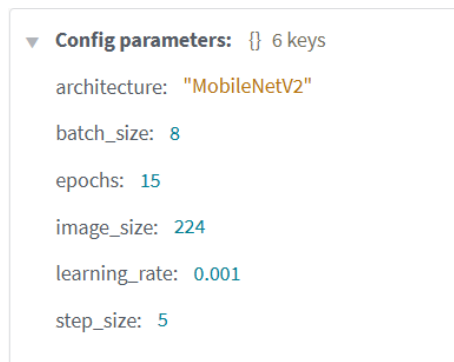 Config parameters: {} 6 keys
architecture: "MobileNetV2"
batch_size: 8
epochs: 15
image_size: 224
learning_rate: 0.001
step_size: 5